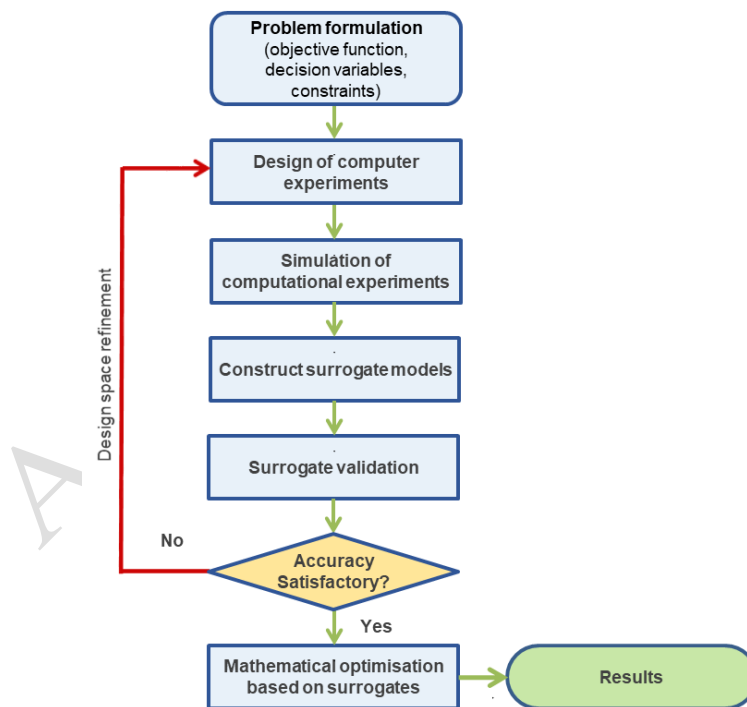 Problem formulation
(objective function,
decision variables,
constraints)
Design of computer
experiments
Simulation of
computational experiments
Design space refinement
Construct surrogate models
Surrogate validation
No
Accuracy
Satisfactory?
Yes
Mathematical optimisation
based on surrogates
Results
A